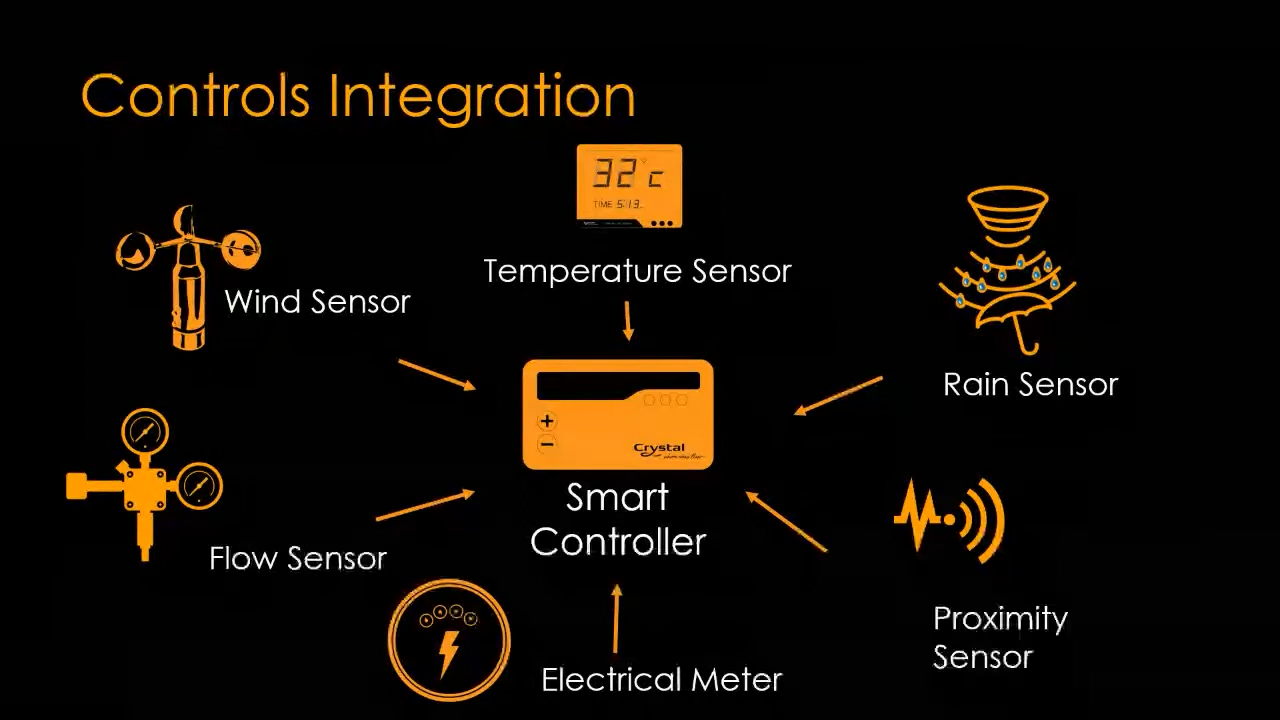 Controls Integration
32°c
TIME 5:13
Temperature Sensor
Wind Sensor
Rain Sensor
Crystal
Smart
Controller
Flow Sensor
Proximity
Sensor
Electrical Meter